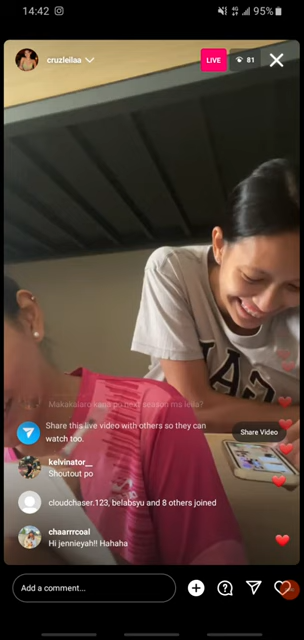 14:42
4G
95%
cruzleilaa
LIVE
81
Makakalaro kana po next season ma leila?
Share this live video with others so they can
watch too.
Share Video
kelvinator__
Shoutout po
cloudchaser.123, belabsyu and 8 others joined
chaarrrcoal
Hi jennieyah!! Hahaha
Add a comment...